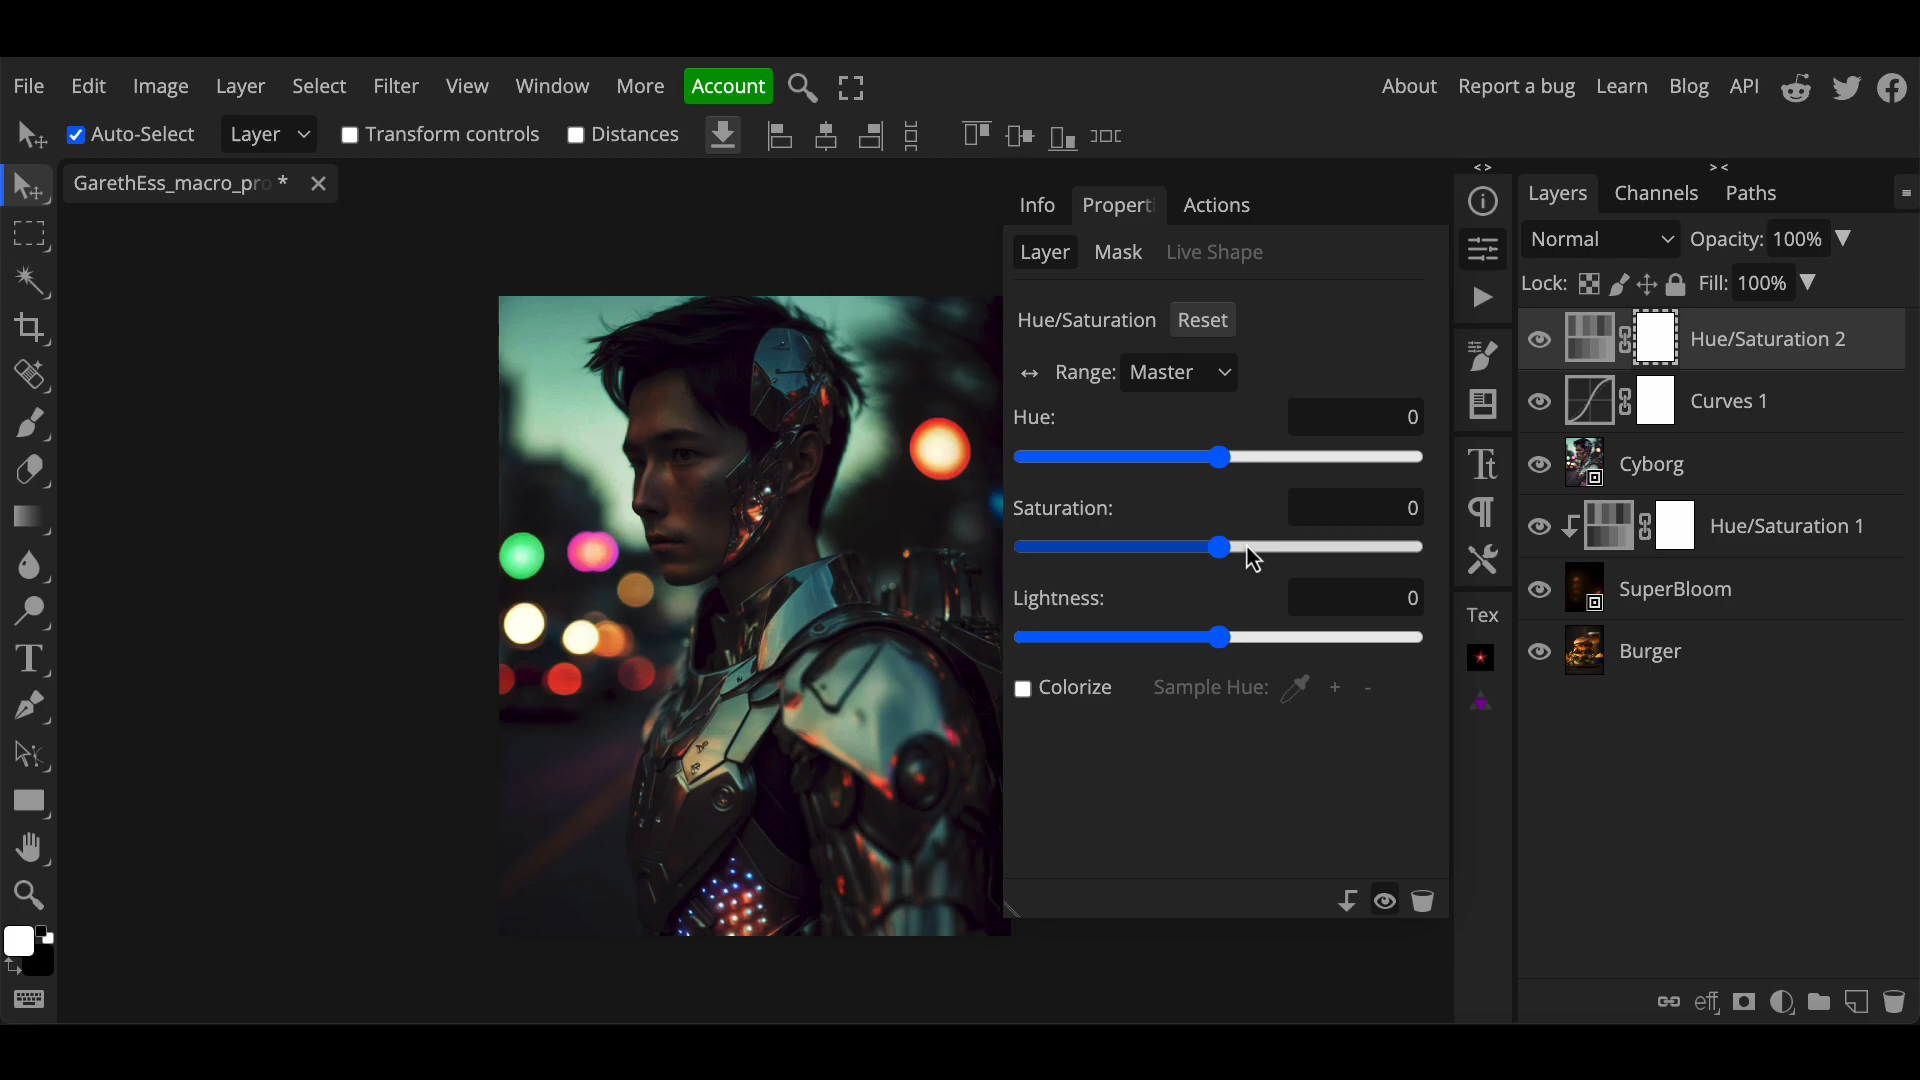 File Edit Image Layer Select Filter View Window More Account About Report a bug Learn Blog API
Auto-Select Layer Transform controls Distances
GarethEss_macro_pro *
Info Properti Actions
Layer Mask Live Shape
Hue/Saturation Reset
Range: Master
Hue: 0
Saturation: 0
Lightness: 0
Colorize Sample Hue: + -
Tex
Layers Channels Paths
Normal Opacity: 100%
Lock: Fill: 100%
Hue/Saturation 2
Curves 1
Cyborg
Hue/Saturation 1
SuperBloom
Burger
eff